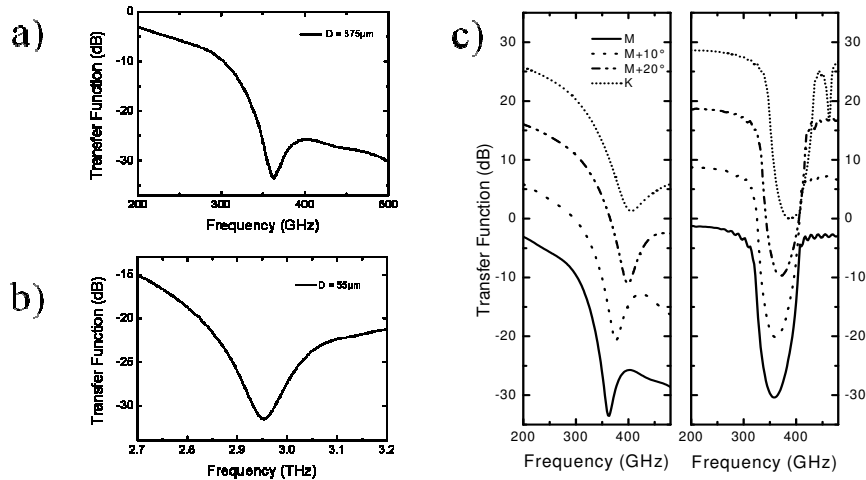 a)
0
-10
-20
-30
Transfer Function (dB)
D = 675µm
200
300
400
500
Frequency (GHz)
b)
-15
-20
-25
-30
-34
Transfer Function (dB)
D = 55µm
2.7
2.6
2.9
3.0
3.1
3.2
Frequency (THz)
c)
30
20
10
0
-10
-20
-30
Transfer Function (dB)
M
M+10°
M+20°
K
200
300
400
Frequency (GHz)
30
20
10
0
-10
-20
-30
200
300
400
Frequency (GHz)